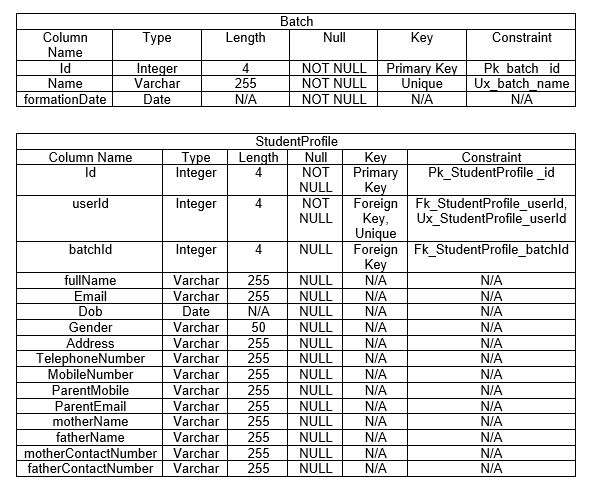 Batch
Column Name Type Length Null Key Constraint
Id Integer 4 NOT NULL Primary Key Pk_batch_id
Name Varchar 255 NOT NULL Unique Ux_batch_name
formationDate Date N/A NOT NULL N/A N/A
StudentProfile
Column Name Type Length Null Key Constraint
Id Integer 4 NOT NULL Primary Key Pk_StudentProfile _id
userId Integer 4 NOT NULL Foreign Key, Unique Fk_StudentProfile_userId, Ux_StudentProfile_userId
batchId Integer 4 NULL Foreign Key Fk_StudentProfile_batchId
fullName Varchar 255 NULL N/A N/A
Email Varchar 255 NULL N/A N/A
Dob Date N/A NULL N/A N/A
Gender Varchar 50 NULL N/A N/A
Address Varchar 255 NULL N/A N/A
TelephoneNumber Varchar 255 NULL N/A N/A
MobileNumber Varchar 255 NULL N/A N/A
ParentMobile Varchar 255 NULL N/A N/A
ParentEmail Varchar 255 NULL N/A N/A
motherName Varchar 255 NULL N/A N/A
fatherName Varchar 255 NULL N/A N/A
motherContactNumber Varchar 255 NULL N/A N/A
fatherContactNumber Varchar 255 NULL N/A N/A